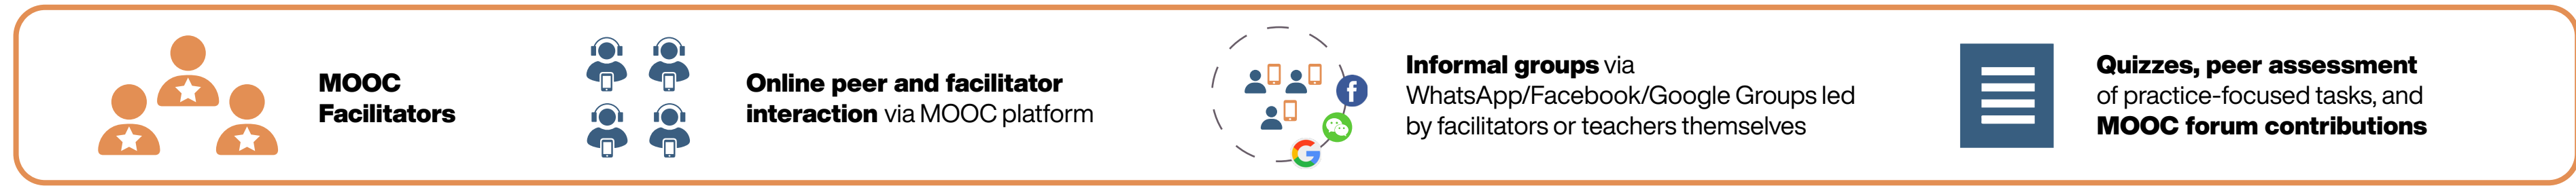 MOOC
Facilitators
Online peer and facilitator
interaction via MOOC platform
Informal groups via
WhatsApp/Facebook/Google Groups led
by facilitators or teachers themselves
Quizzes, peer assessment
of practice-focused tasks, and
MOOC forum contributions